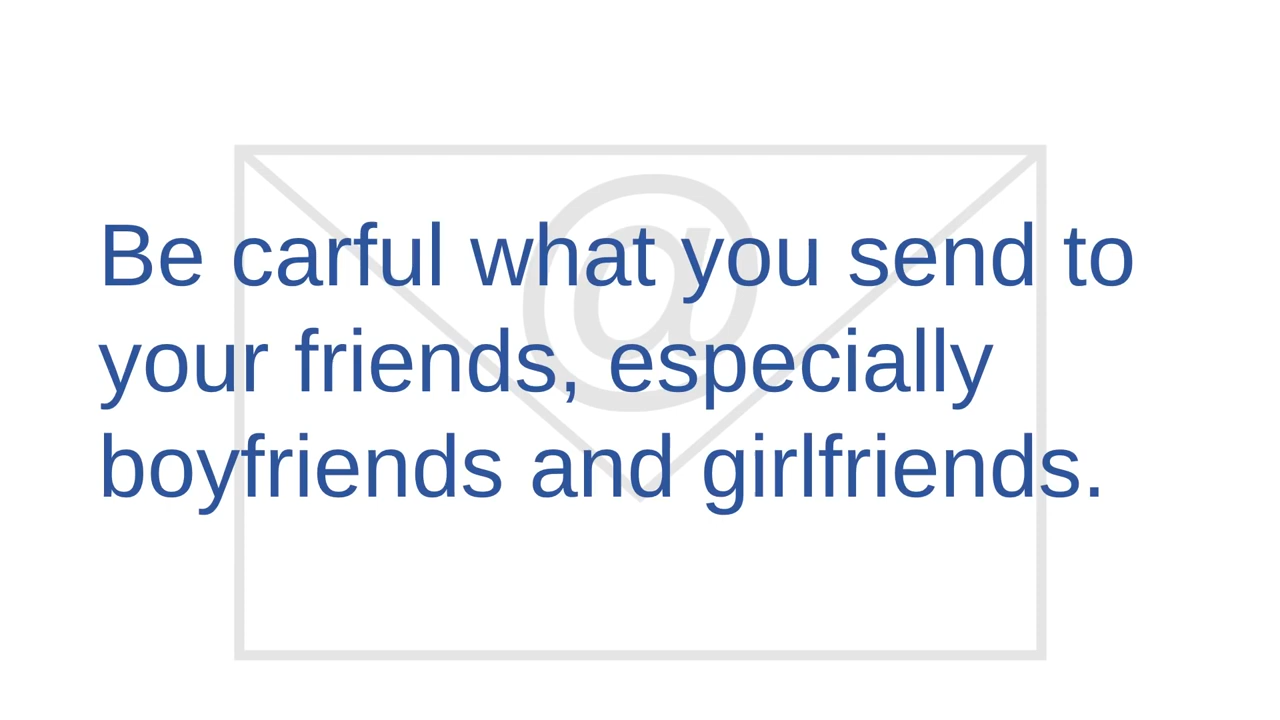 Be carful what you send to
your friends, especially
boyfriends and girlfriends.
@